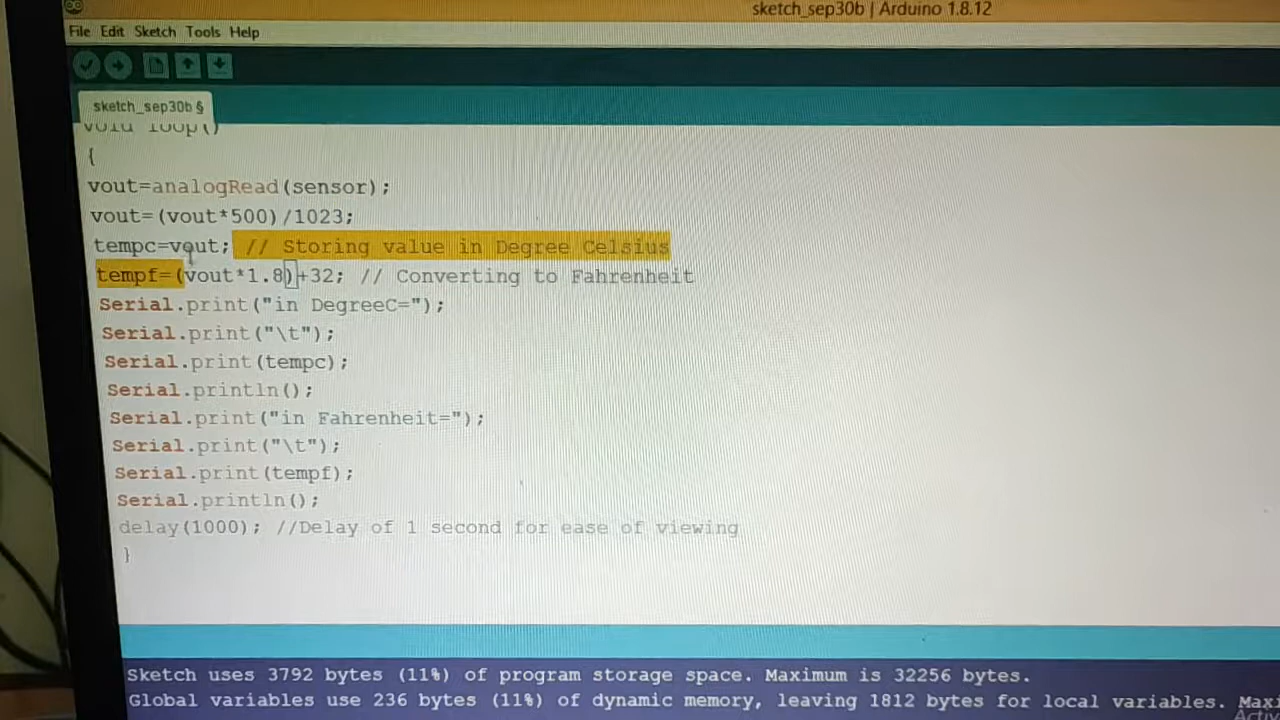 sketch_sep30b | Arduino 1.8.12
File Edit Sketch Tools Help
sketch_sep30b §
void loop()
{
vout=analogRead(sensor);
vout=(vout*500)/1023;
tempc=vout; // Storing value in Degree Celsius
tempf=(vout*1.8)+32; // Converting to Fahrenheit
Serial.print("in DegreeC=");
Serial.print("\t");
Serial.print(tempc);
Serial.println();
Serial.print("in Fahrenheit=");
Serial.print("\t");
Serial.print(tempf);
Serial.println();
delay(1000); //Delay of 1 second for ease of viewing
}
Sketch uses 3792 bytes (11%) of program storage space. Maximum is 32256 bytes.
Global variables use 236 bytes (11%) of dynamic memory, leaving 1812 bytes for local variables.